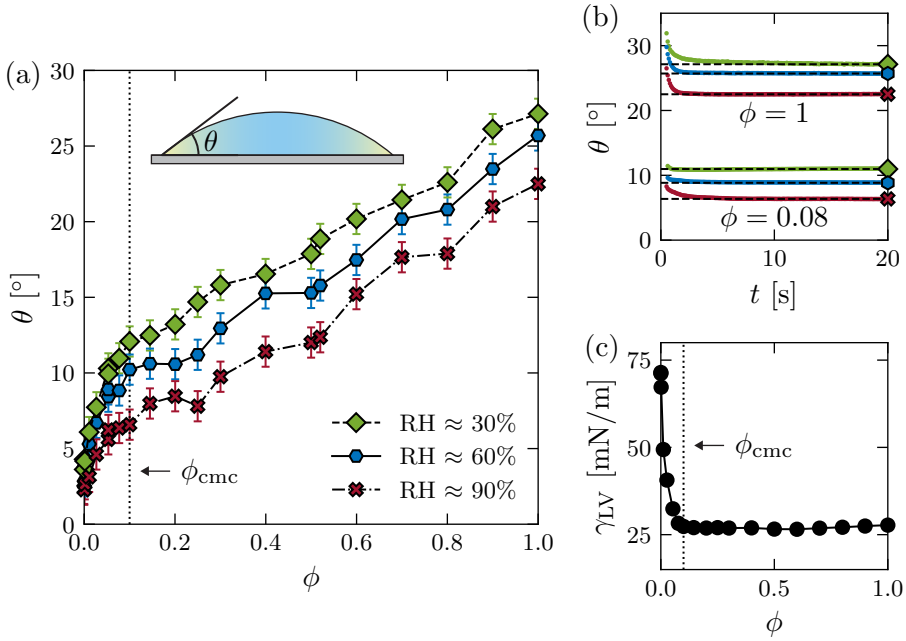 (a)
30
25
20
15
10
5
0
θ [°]
θ
RH ≈ 30%
RH ≈ 60%
RH ≈ 90%
← ϕcmc
0.0 0.2 0.4 0.6 0.8 1.0
ϕ
(b)
30
20
10
0
θ [°]
ϕ = 1
ϕ = 0.08
0 10 20
t [s]
(c)
75
50
25
γLV [mN/m]
← ϕcmc
0.0 0.5 1.0
ϕ